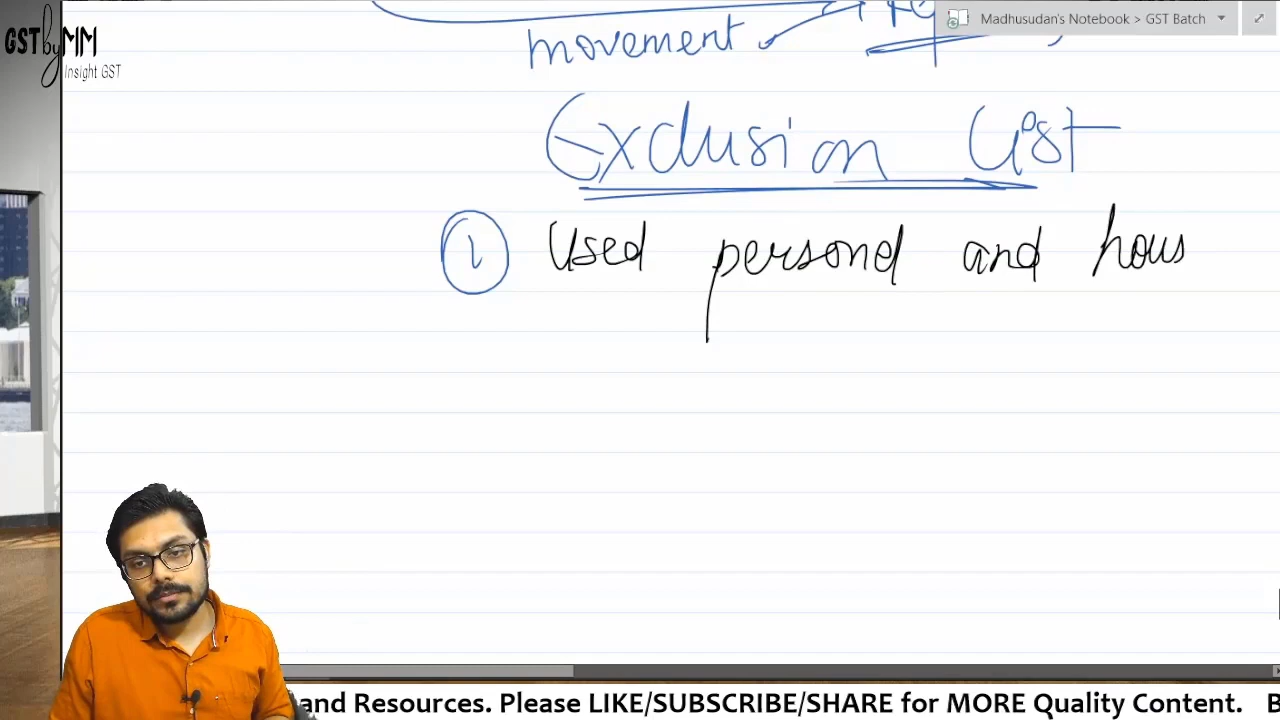 GST by MM
Insight GST
Madhusudan's Notebook > GST Batch
movement
Exclusion List
1 Used personal and hous
and Resources. Please LIKE/SUBSCRIBE/SHARE for MORE Quality Content. B